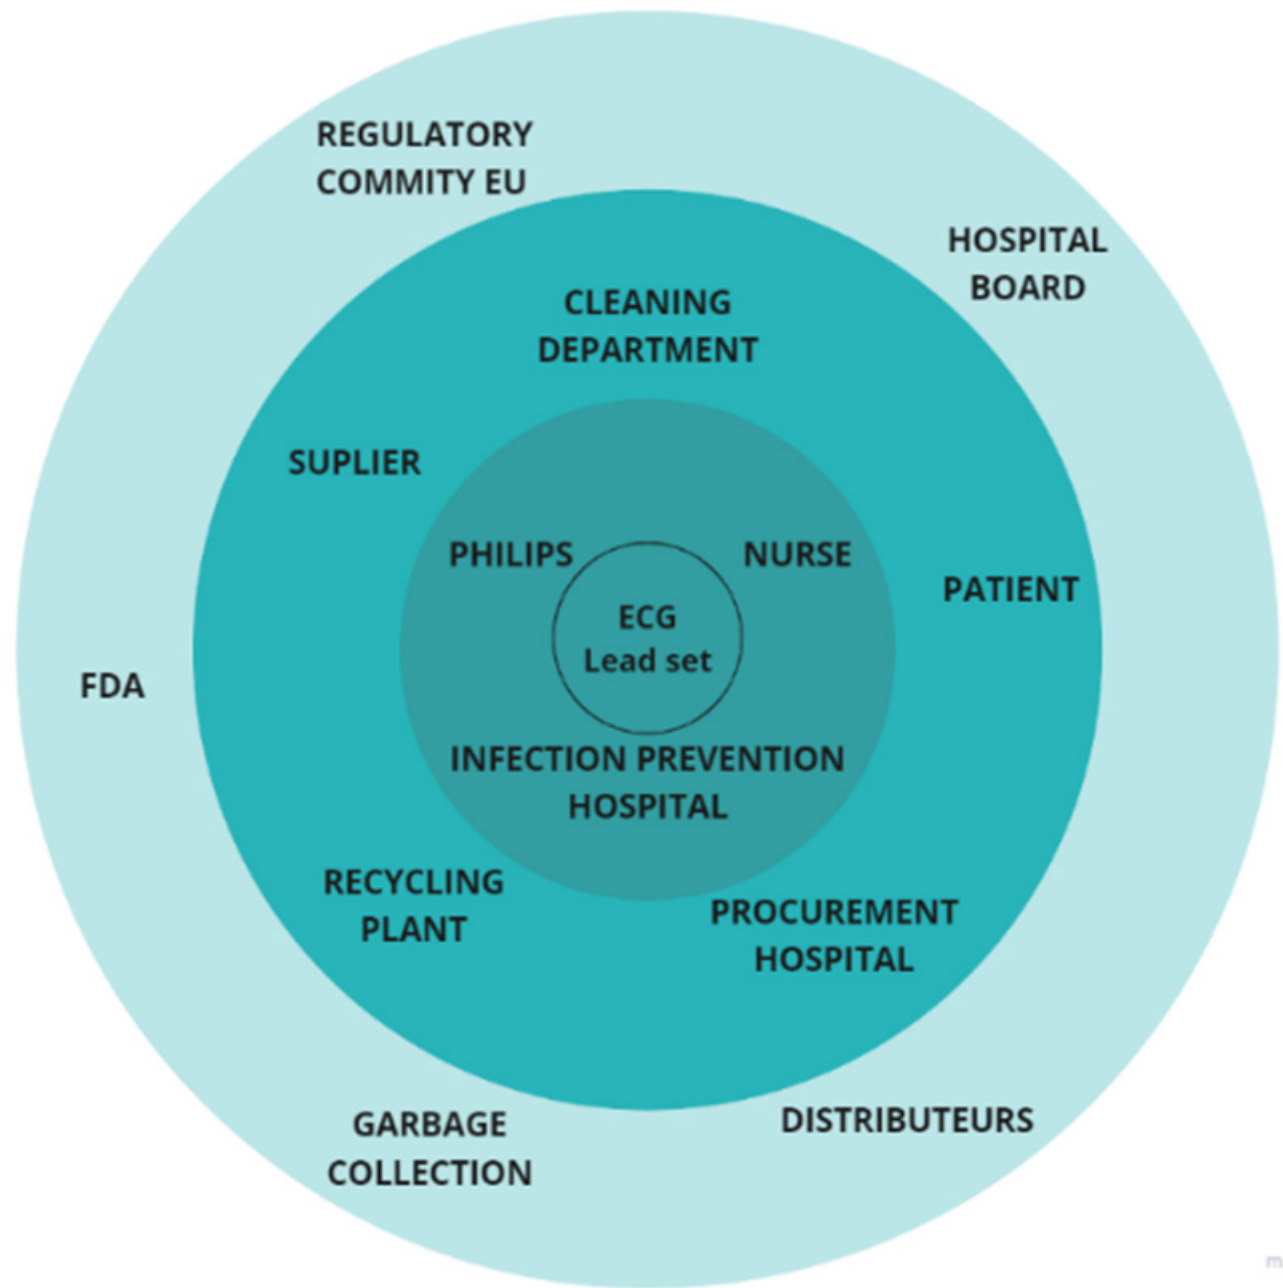 REGULATORY
COMMITY EU
HOSPITAL
BOARD
CLEANING
DEPARTMENT
SUPLIER
PHILIPS
NURSE
PATIENT
ECG
Lead set
FDA
INFECTION PREVENTION
HOSPITAL
RECYCLING
PLANT
PROCUREMENT
HOSPITAL
GARBAGE
COLLECTION
DISTRIBUTEURS
m